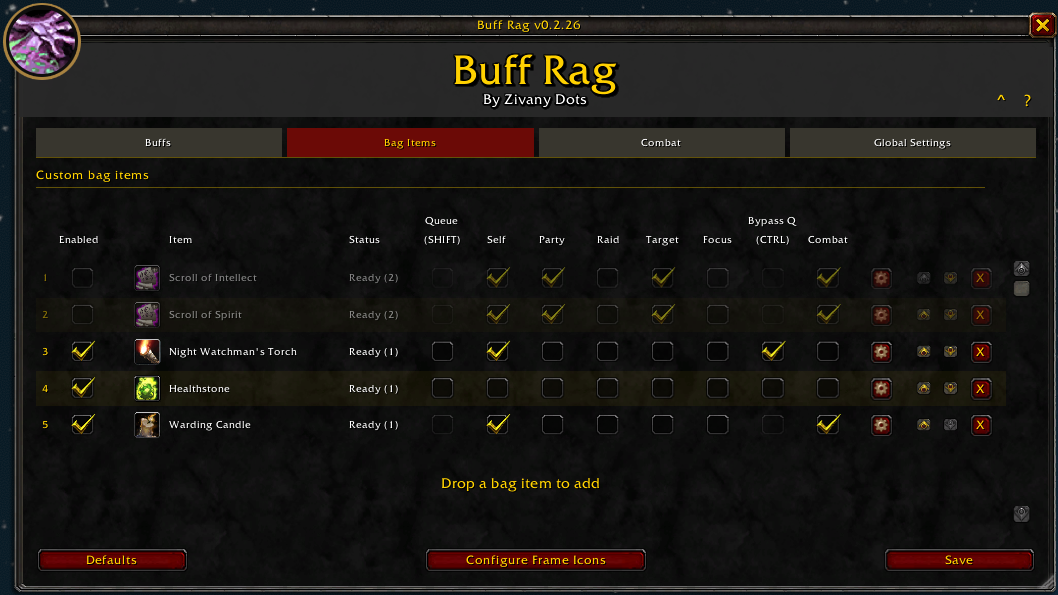 Buff Rag v0.2.26
X
Buff Rag
By Zivany Dots
^ ?
Buffs Bag Items Combat Global Settings
Custom bag items
Queue Bypass Q
Enabled Item Status (SHIFT) Self Party Raid Target Focus (CTRL) Combat
1 Scroll of Intellect Ready (2) X
2 Scroll of Spirit Ready (2) X
3 Night Watchman's Torch Ready (1) X
4 Healthstone Ready (1) X
5 Warding Candle Ready (1) X
Drop a bag item to add
Defaults Configure Frame Icons Save